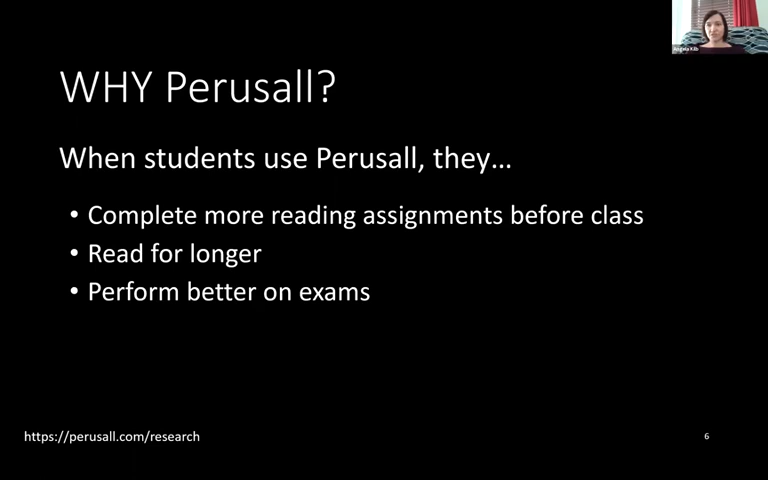 WHY Perusall?
When students use Perusall, they…
• Complete more reading assignments before class
• Read for longer
• Perform better on exams
https://perusall.com/research
6